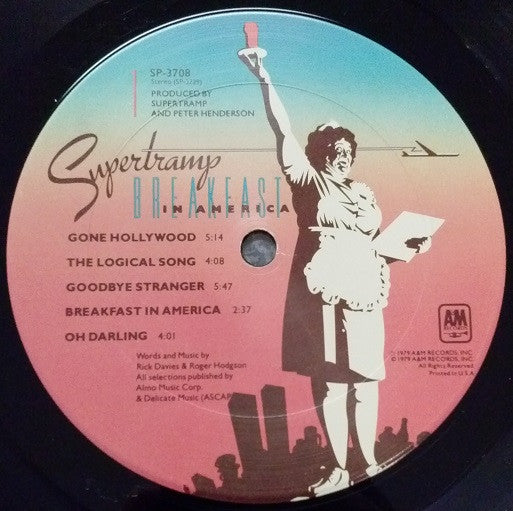 SP-3708
Stereo (SP-3289)
PRODUCED BY
SUPERTRAMP
AND PETER HENDERSON
Supertramp
BREAKFAST
IN AMERICA
GONE HOLLYWOOD 5:14
THE LOGICAL SONG 4:08
GOODBYE STRANGER 5:47
BREAKFAST IN AMERICA 2:37
OH DARLING 4:01
Words and Music by
Rick Davies & Roger Hodgson
All selections published by
Almo Music Corp.
& Delicate Music (ASCAP)
A&M
RECORDS
℗ 1979 A&M RECORDS, INC.
© 1979 A&M RECORDS, INC.
All Rights Reserved
Printed in U.S.A.